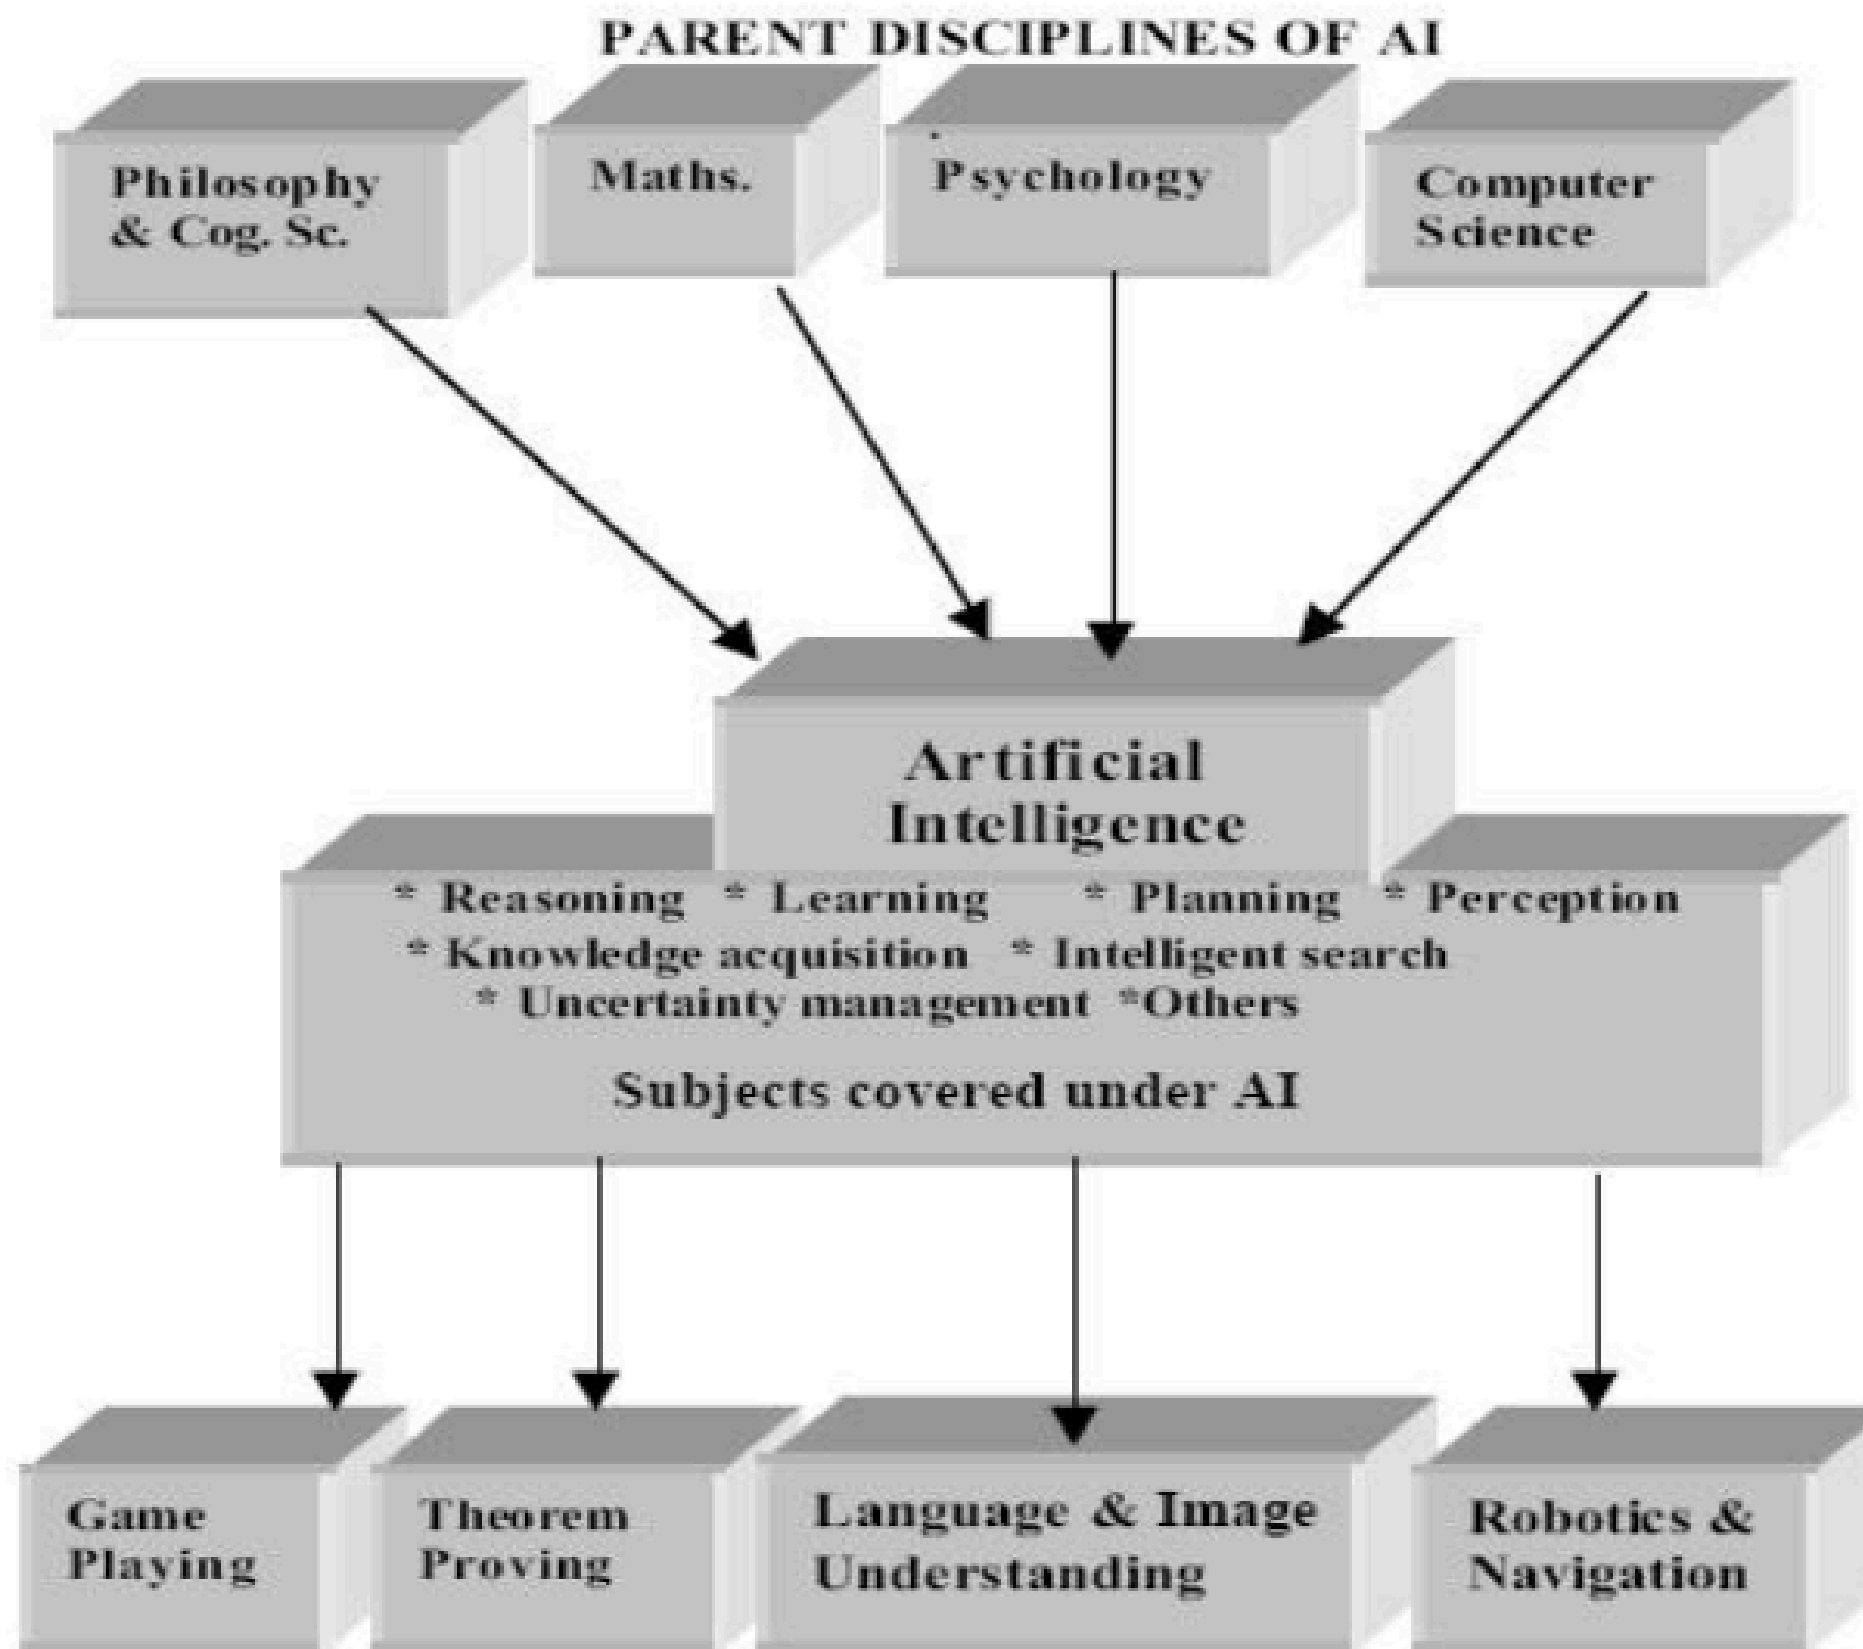 PARENT DISCIPLINES OF AI
Philosophy
& Cog. Sc.
Maths.
Psychology
Computer
Science
Artificial
Intelligence
* Reasoning * Learning * Planning * Perception
* Knowledge acquisition * Intelligent search
* Uncertainty management *Others
Subjects covered under AI
Game
Playing
Theorem
Proving
Language & Image
Understanding
Robotics &
Navigation